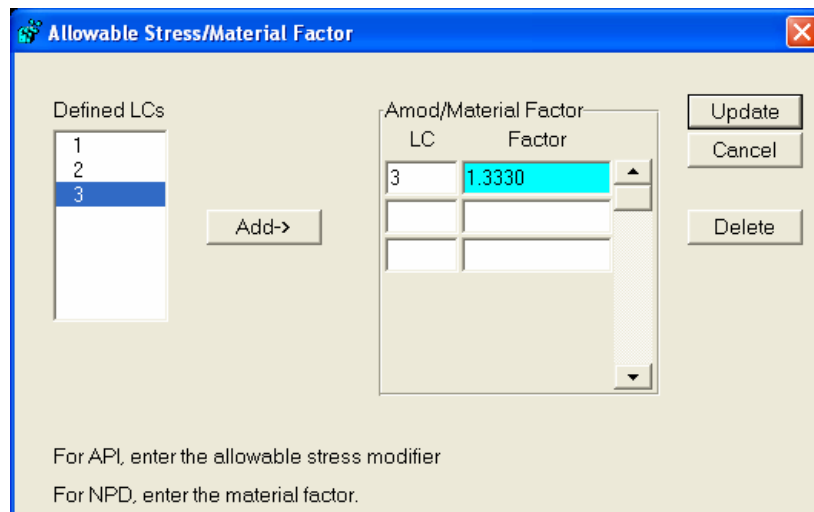 Allowable Stress/Material Factor
Defined LCs
1
2
3
Add->
Amod/Material Factor
LC Factor
3 1.3330
Update
Cancel
Delete
For API, enter the allowable stress modifier
For NPD, enter the material factor.